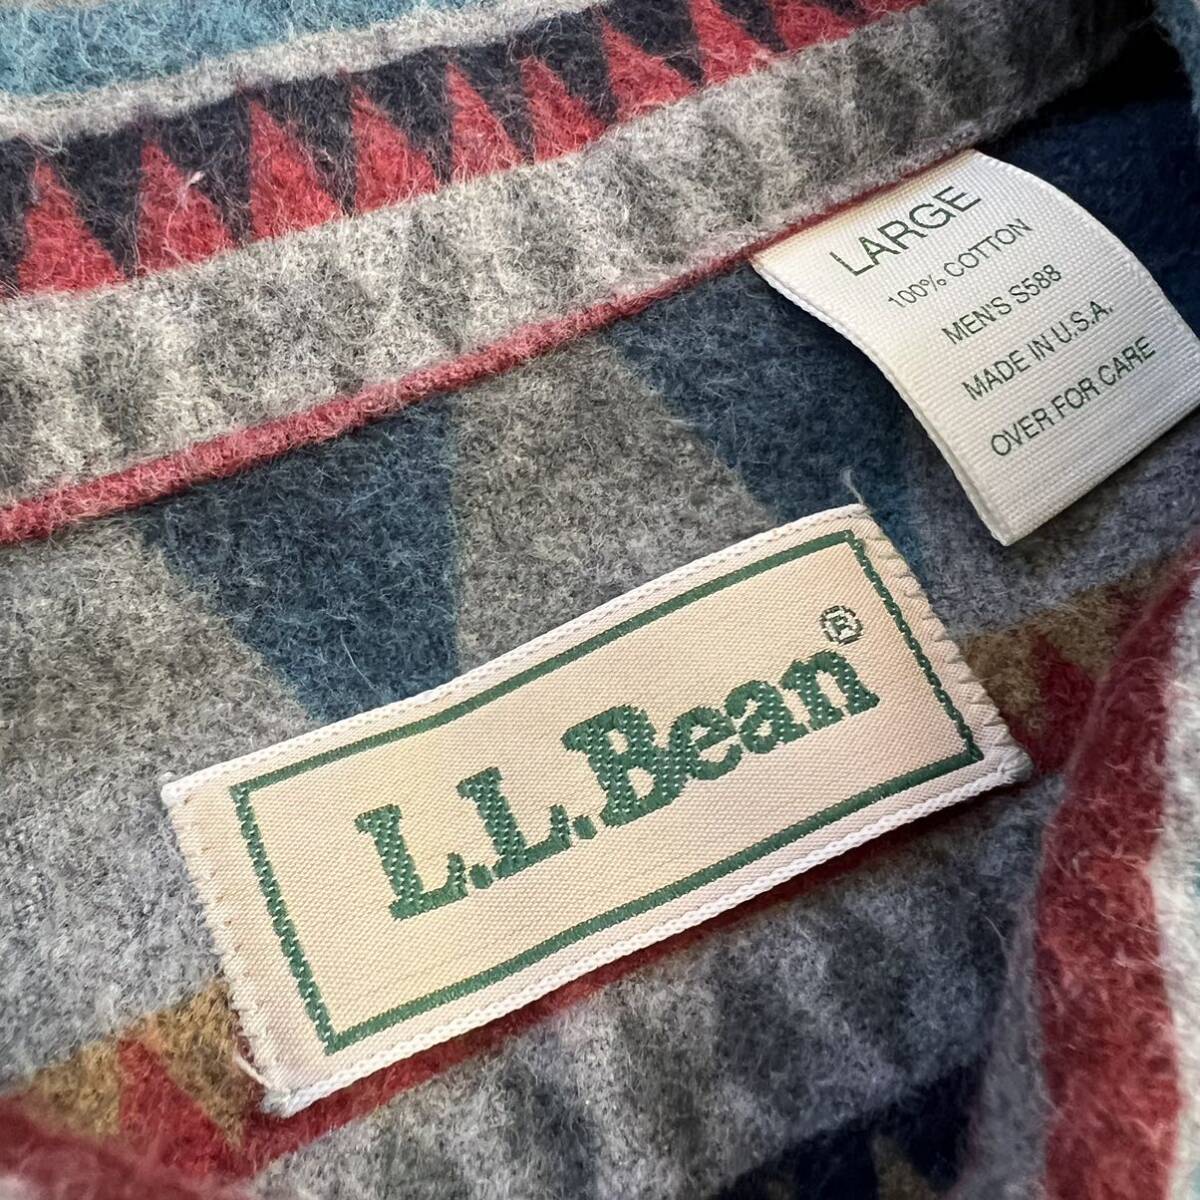 LARGE
100% COTTON
MEN'S S588
MADE IN U.S.A.
OVER FOR CARE
L.L.Bean®